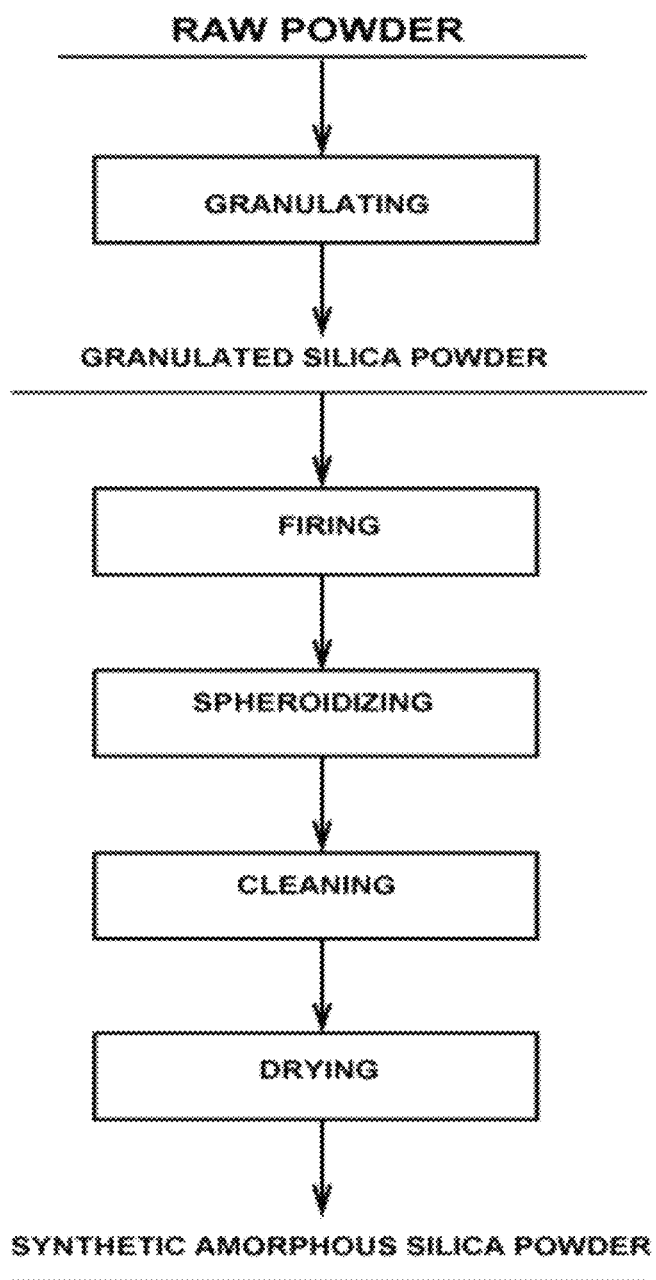 RAW POWDER
GRANULATING
GRANULATED SILICA POWDER
FIRING
SPHEROIDIZING
CLEANING
DRYING
SYNTHETIC AMORPHOUS SILICA POWDER